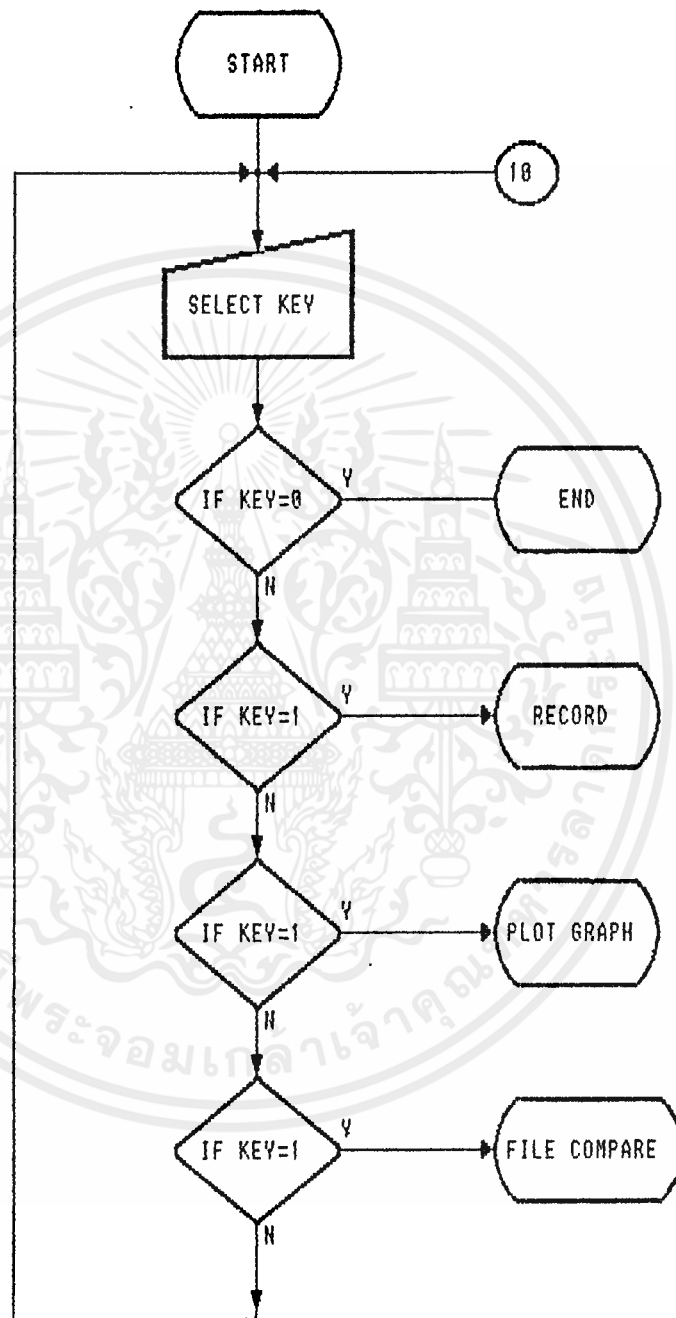 START
10
SELECT KEY
IF KEY=0
Y
END
N
IF KEY=1
Y
RECORD
N
IF KEY=1
Y
PLOT GRAPH
N
IF KEY=1
Y
FILE COMPARE
N